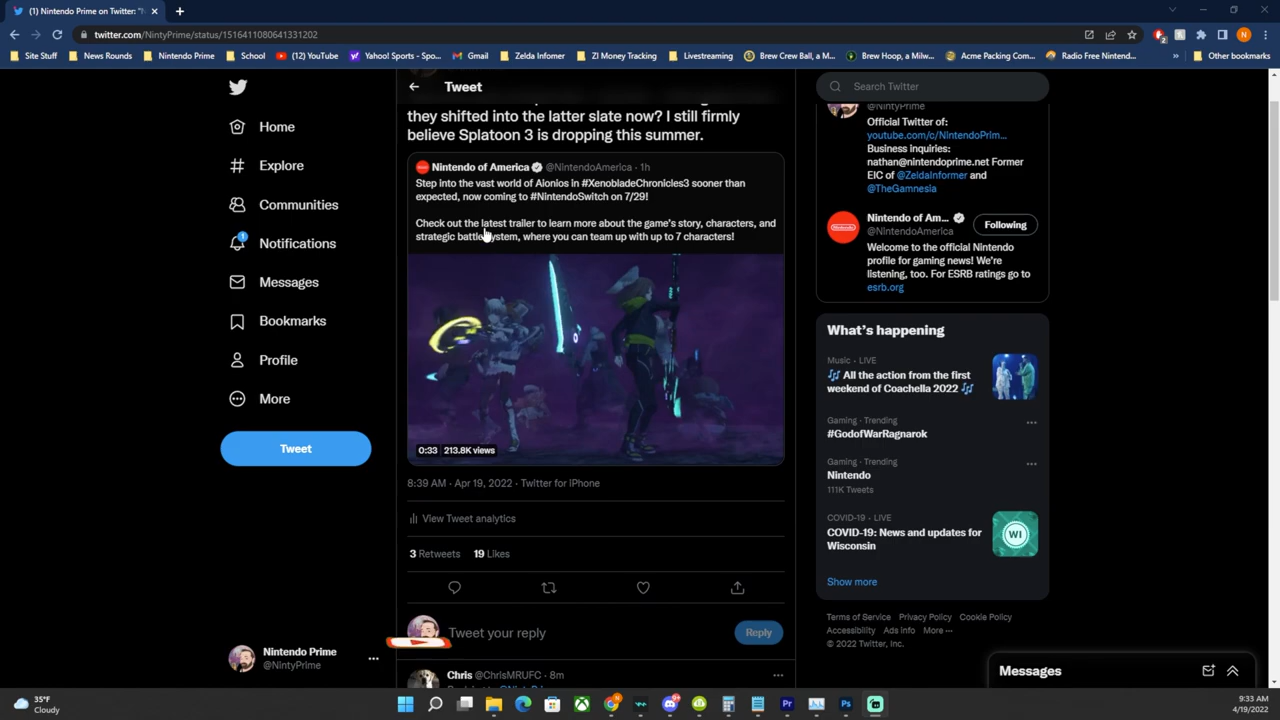 (1) Nintendo Prime on Twitter: "
twitter.com/NintyPrime/status/1516411080641331202
Site Stuff
News Rounds
Nintendo Prime
School
(12) YouTube
Yahoo! Sports - Spo...
Gmail
Zelda Infomer
ZI Money Tracking
Livestreaming
Brew Crew Ball, a M...
Brew Hoop, a Milw...
Acme Packing Com...
Radio Free Nintend...
Other bookmarks
Home
Explore
Communities
1
Notifications
Messages
Bookmarks
Profile
More
Tweet
Nintendo Prime
@NintyPrime
Tweet
they shifted into the latter slate now? I still firmly
believe Splatoon 3 is dropping this summer.
Nintendo of America @NintendoAmerica · 1h
Step into the vast world of Aionios in #XenobladeChronicles3 sooner than
expected, now coming to #NintendoSwitch on 7/29!
Check out the latest trailer to learn more about the game's story, characters, and
strategic battle system, where you can team up with up to 7 characters!
0:33 213.8K views
8:39 AM · Apr 19, 2022 · Twitter for iPhone
View Tweet analytics
3 Retweets 19 Likes
Tweet your reply
Reply
Chris @ChrisMRUFC · 8m
Search Twitter
@NintyPrime
Official Twitter of:
youtube.com/c/NintendoPrim...
Business inquiries:
nathan@nintendoprime.net Former
EIC of @ZeldaInformer and
@TheGamnesia
Nintendo of Am...
@NintendoAmerica
Following
Welcome to the official Nintendo
profile for gaming news! We're
listening, too. For ESRB ratings go to
esrb.org
What's happening
Music · LIVE
All the action from the first
weekend of Coachella 2022
Gaming · Trending
#GodofWarRagnarok
Gaming · Trending
Nintendo
111K Tweets
COVID-19 · LIVE
COVID-19: News and updates for
Wisconsin
WI
Show more
Terms of Service Privacy Policy Cookie Policy
Accessibility Ads info More ···
© 2022 Twitter, Inc.
Messages
35°F
Cloudy
9:33 AM
4/19/2022